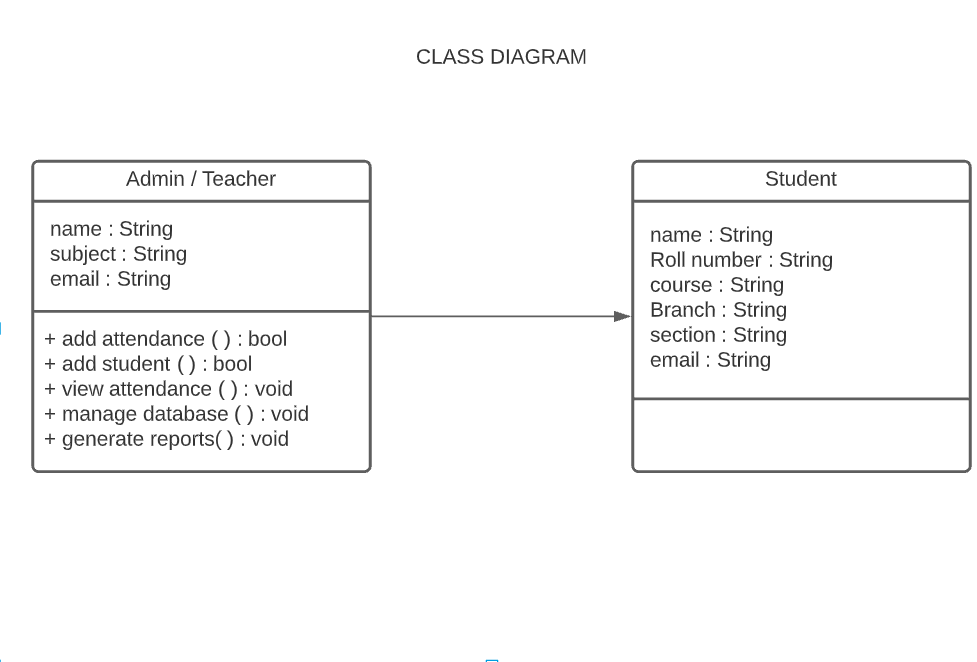 CLASS DIAGRAM
Admin / Teacher
name : String
subject : String
email : String
+ add attendance ( ) : bool
+ add student ( ) : bool
+ view attendance ( ) : void
+ manage database ( ) : void
+ generate reports( ) : void
Student
name : String
Roll number : String
course : String
Branch : String
section : String
email : String